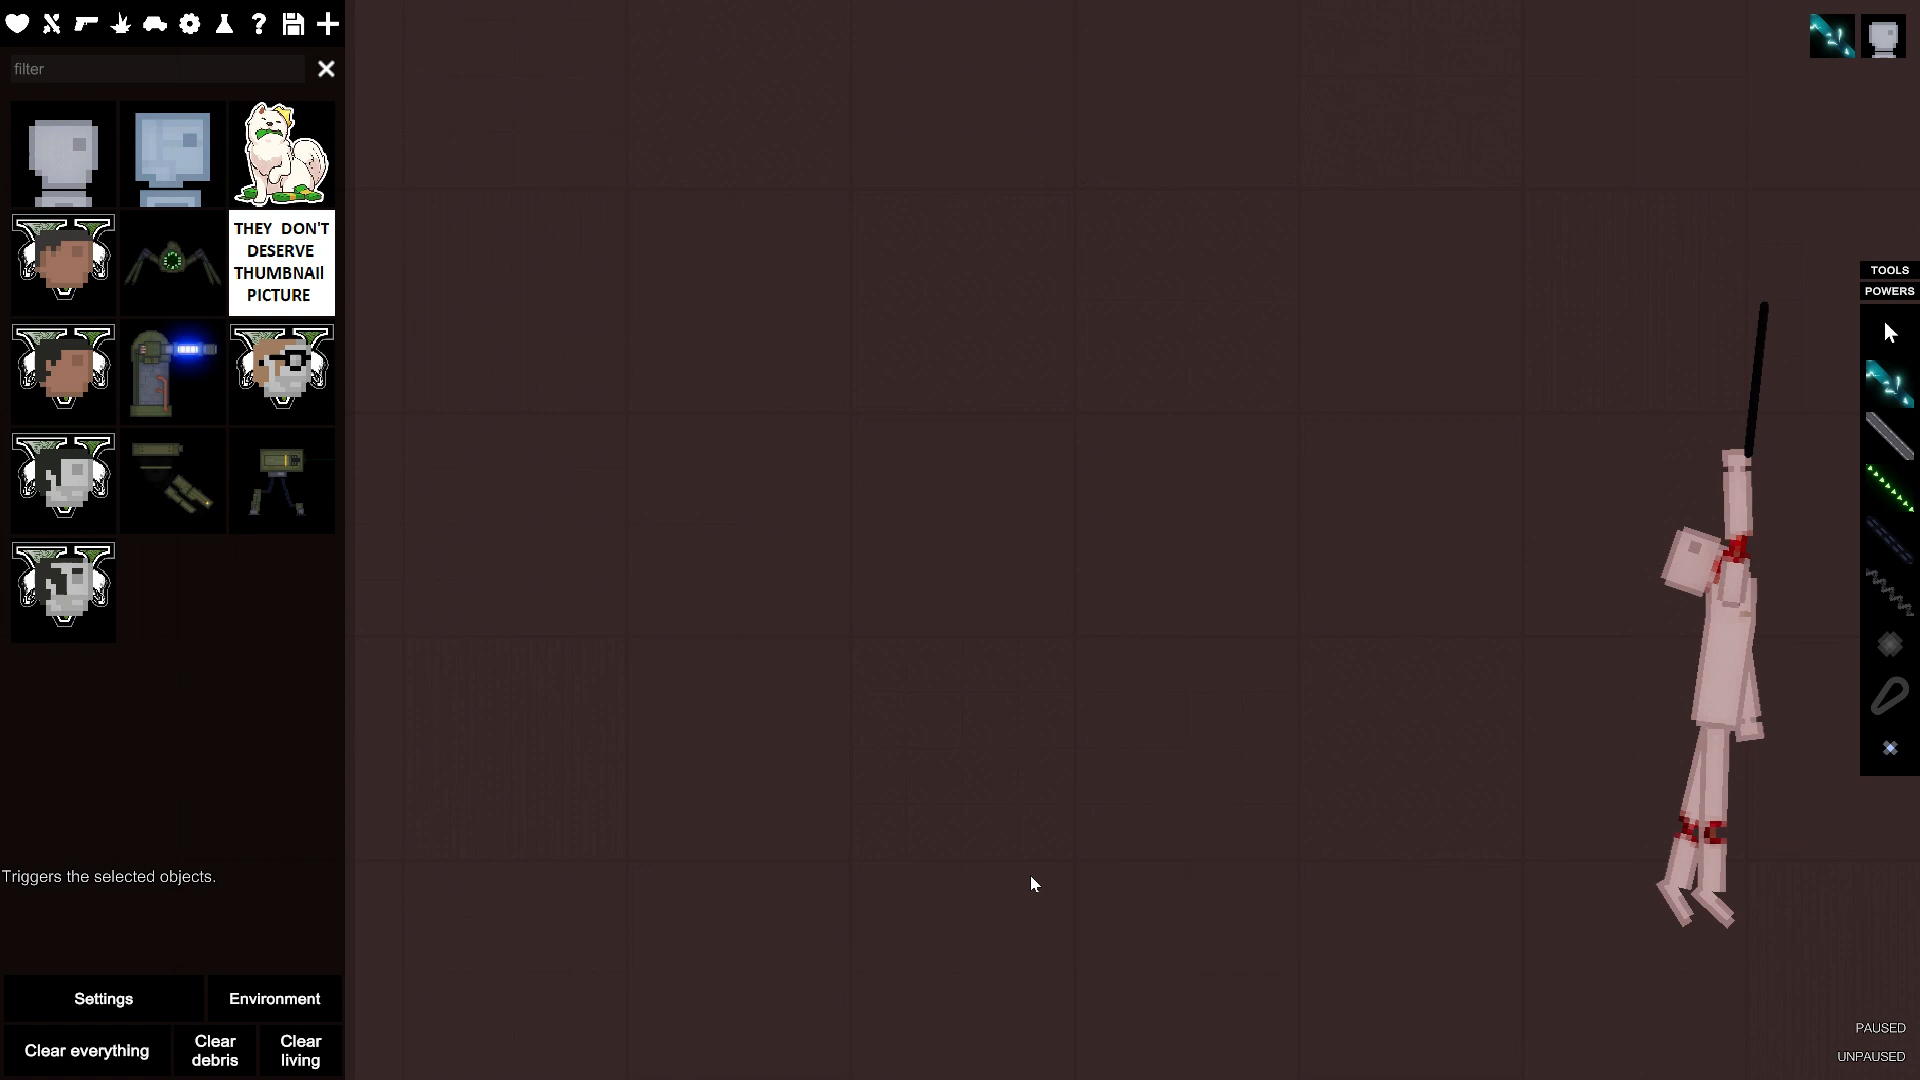 ?
filter
THEY DON'T
DESERVE
THUMBNAIl
PICTURE
TOOLS
POWERS
Triggers the selected objects.
Settings
Environment
Clear everything
Clear
debris
Clear
living
PAUSED
UNPAUSED